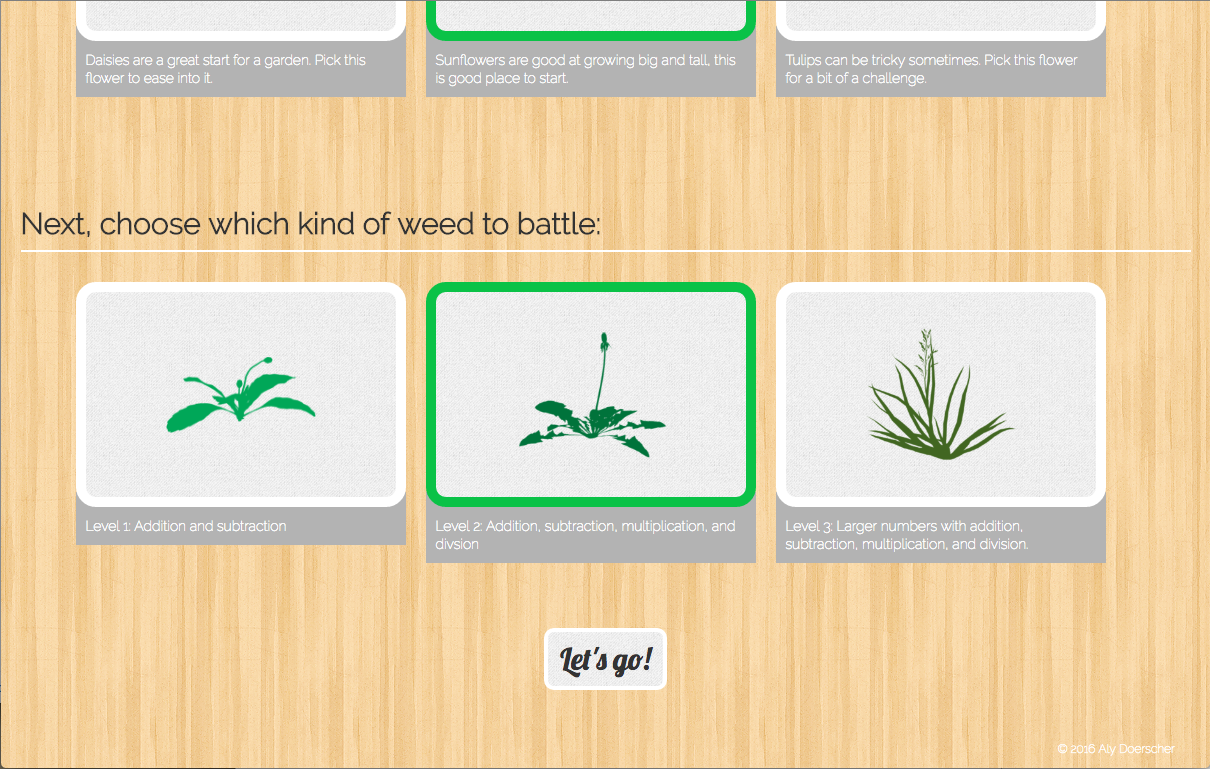 Daisies are a great start for a garden. Pick this
flower to ease into it.
Sunflowers are good at growing big and tall, this
is good place to start.
Tulips can be tricky sometimes. Pick this flower
for a bit of a challenge.
Next, choose which kind of weed to battle:
Level 1: Addition and subtraction
Level 2: Addition, subtraction, multiplication, and
divsion
Level 3: Larger numbers with addition,
subtraction, multiplication, and division.
Let's go!
© 2016 Aly Doerscher